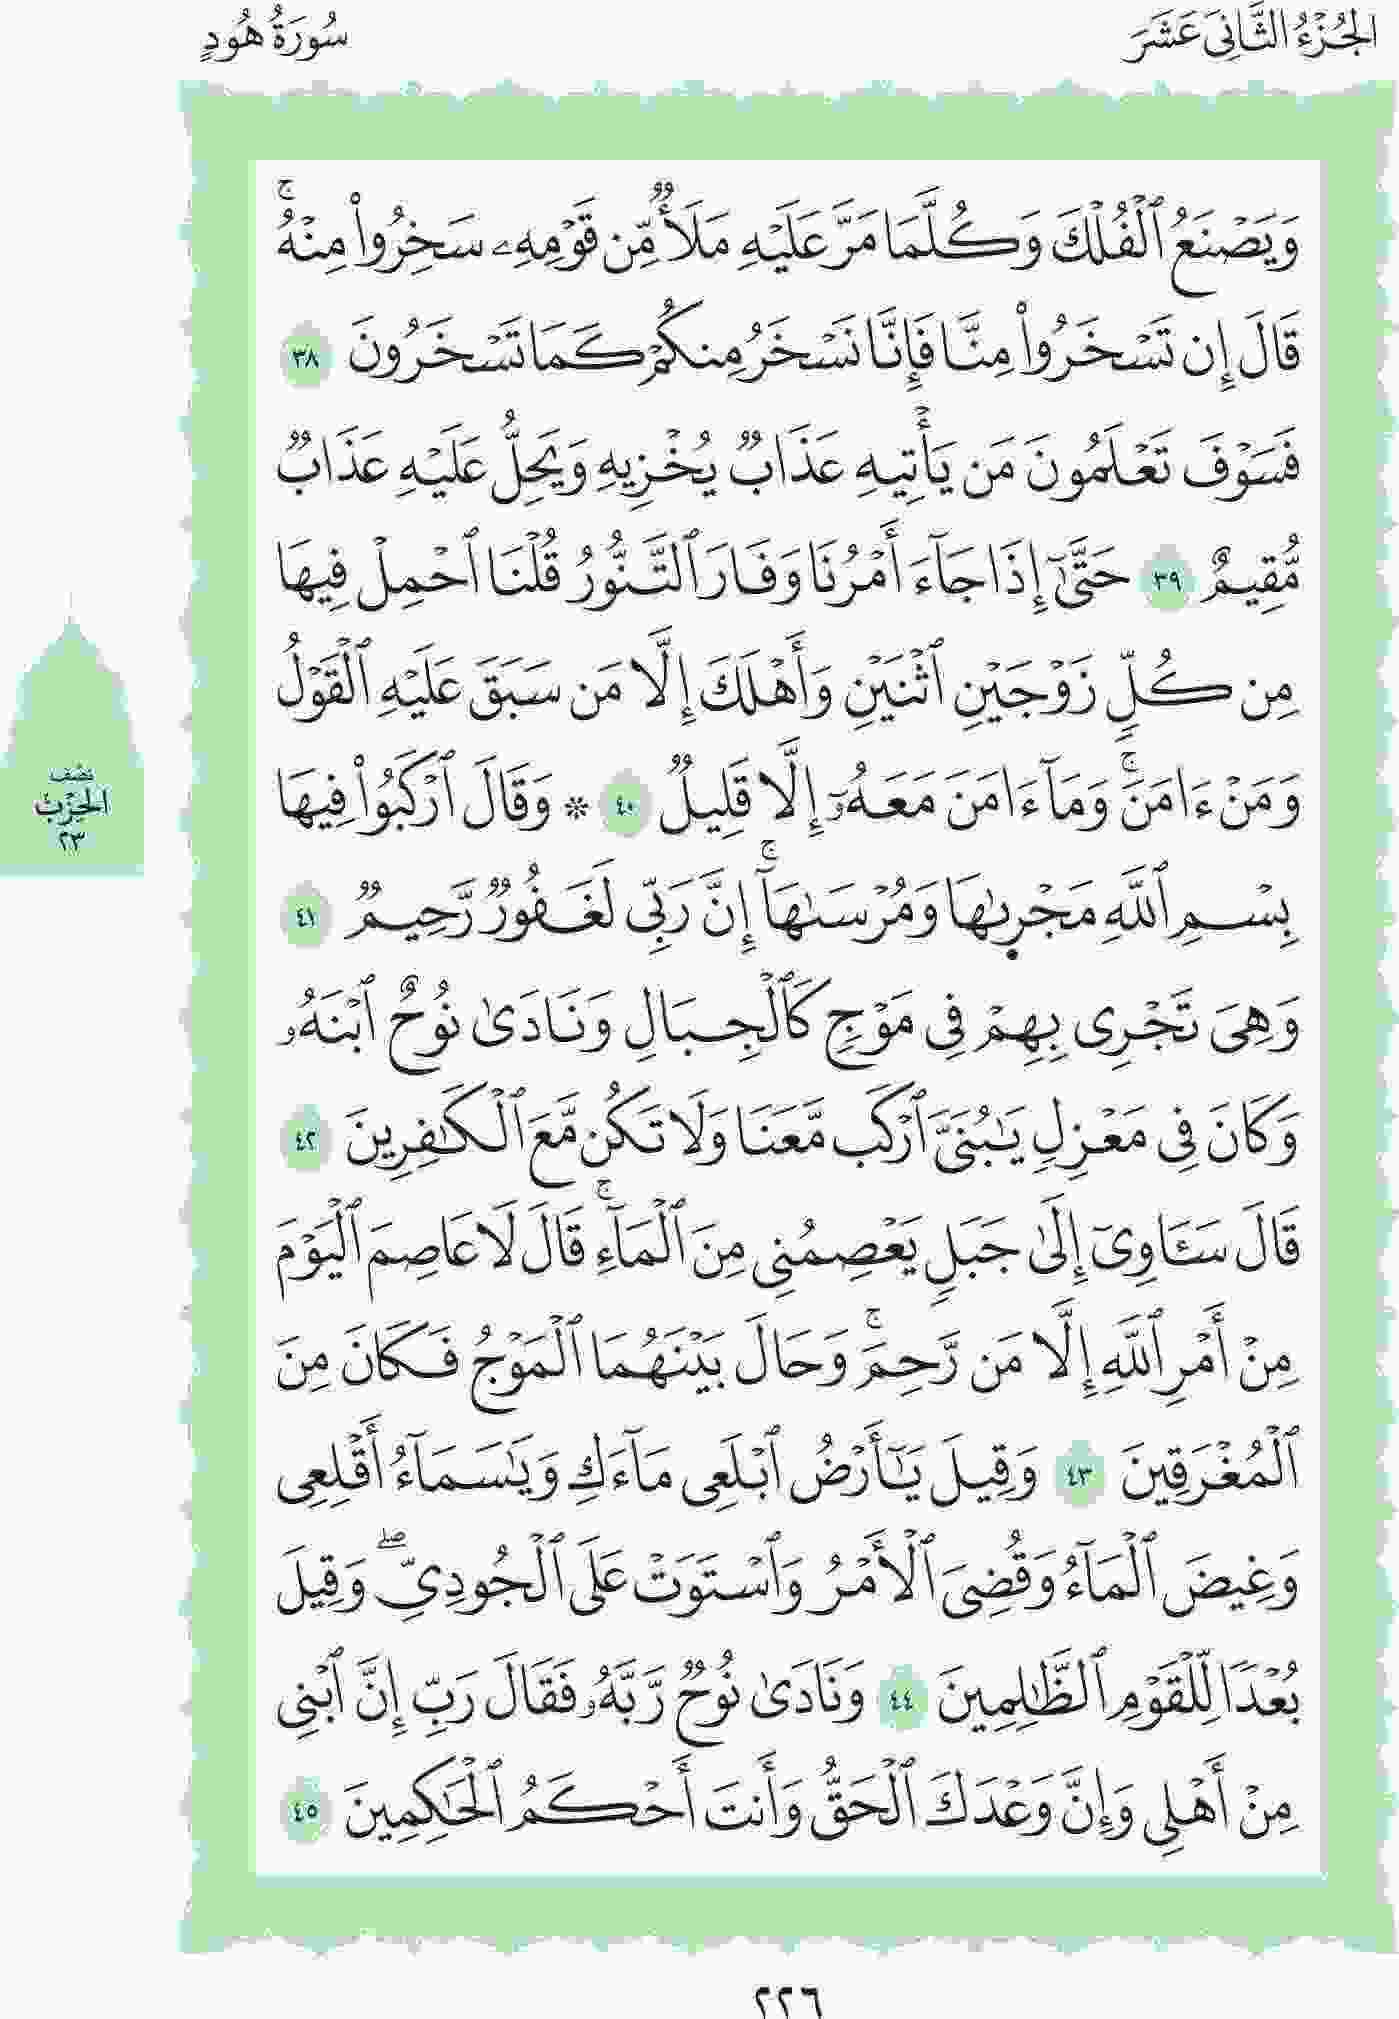 الجُزْءُ الثَّانِي عَشَرَ
سُورَةُ هُودٍ
وَيَصْنَعُ ٱلْفُلْكَ وَكُلَّمَا مَرَّ عَلَيْهِ مَلَأٌ مِّن قَوْمِهِۦ سَخِرُوا۟ مِنْهُ ۚ
قَالَ إِن تَسْخَرُوا۟ مِنَّا فَإِنَّا نَسْخَرُ مِنكُمْ كَمَا تَسْخَرُونَ ٣٨
فَسَوْفَ تَعْلَمُونَ مَن يَأْتِيهِ عَذَابٌ يُخْزِيهِ وَيَحِلُّ عَلَيْهِ عَذَابٌ
مُّقِيمٌ ٣٩ حَتَّىٰٓ إِذَا جَآءَ أَمْرُنَا وَفَارَ ٱلتَّنُّورُ قُلْنَا ٱحْمِلْ فِيهَا
مِن كُلٍّ زَوْجَيْنِ ٱثْنَيْنِ وَأَهْلَكَ إِلَّا مَن سَبَقَ عَلَيْهِ ٱلْقَوْلُ
وَمَنْ ءَامَنَ ۚ وَمَآ ءَامَنَ مَعَهُۥٓ إِلَّا قَلِيلٌ ٤٠ * وَقَالَ ٱرْكَبُوا۟ فِيهَا
بِسْمِ ٱللَّهِ مَجْر۪ىٰهَا وَمُرْسَىٰهَآ ۚ إِنَّ رَبِّى لَغَفُورٌ رَّحِيمٌ ٤١
وَهِىَ تَجْرِى بِهِمْ فِى مَوْجٍ كَٱلْجِبَالِ وَنَادَىٰ نُوحٌ ٱبْنَهُۥ
نِصْف
الحِزْب
٢٣
وَكَانَ فِى مَعْزِلٍ يَٰبُنَىَّ ٱرْكَب مَّعَنَا وَلَا تَكُن مَّعَ ٱلْكَٰفِرِينَ ٤٢
قَالَ سَـَٔاوِىٓ إِلَىٰ جَبَلٍ يَعْصِمُنِى مِنَ ٱلْمَآءِ ۚ قَالَ لَا عَاصِمَ ٱلْيَوْمَ
مِنْ أَمْرِ ٱللَّهِ إِلَّا مَن رَّحِمَ ۚ وَحَالَ بَيْنَهُمَا ٱلْمَوْجُ فَكَانَ مِنَ
ٱلْمُغْرَقِينَ ٤٣ وَقِيلَ يَٰٓأَرْضُ ٱبْلَعِى مَآءَكِ وَيَٰسَمَآءُ أَقْلِعِى
وَغِيضَ ٱلْمَآءُ وَقُضِىَ ٱلْأَمْرُ وَٱسْتَوَتْ عَلَى ٱلْجُودِىِّ ۖ وَقِيلَ
بُعْدًا لِّلْقَوْمِ ٱلظَّٰلِمِينَ ٤٤ وَنَادَىٰ نُوحٌ رَّبَّهُۥ فَقَالَ رَبِّ إِنَّ ٱبْنِى
مِنْ أَهْلِى وَإِنَّ وَعْدَكَ ٱلْحَقُّ وَأَنتَ أَحْكَمُ ٱلْحَٰكِمِينَ ٤٥
٢٢٦